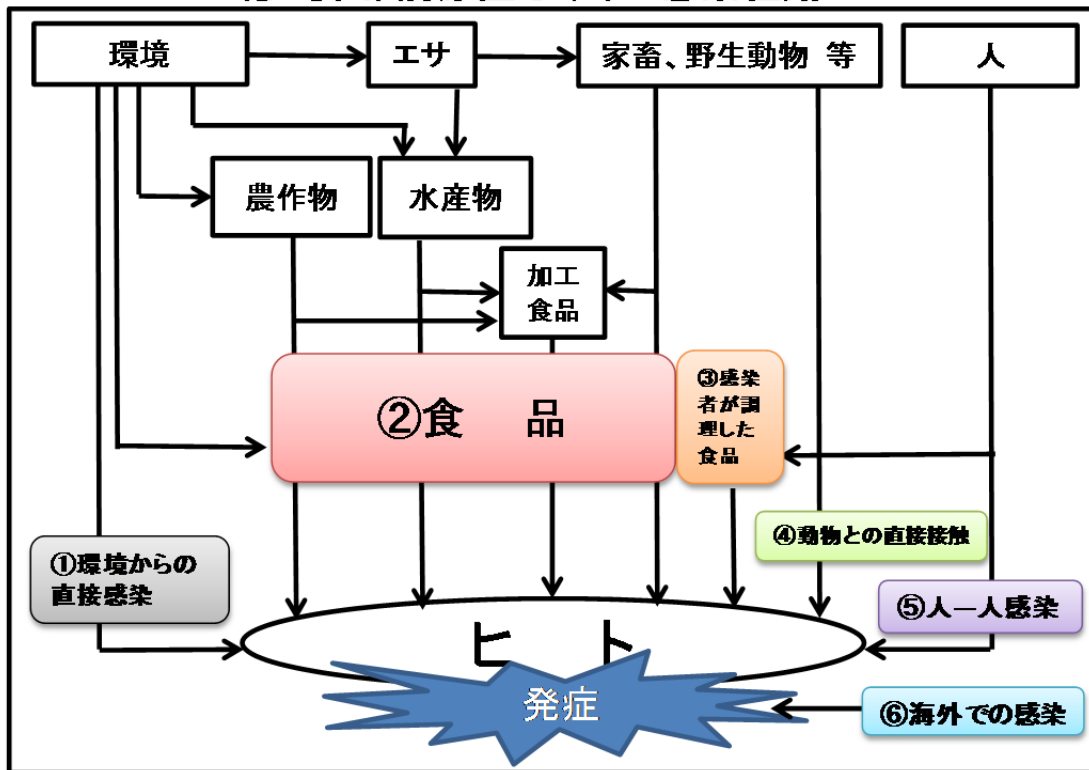 環境
エサ
家畜、野生動物 等
人
農作物
水産物
加工
食品
②食 品
③感染
者が調
理した
食品
④動物との直接接触
①環境からの
直接感染
⑤人―人感染
ヒ ト
発症
⑥海外での感染